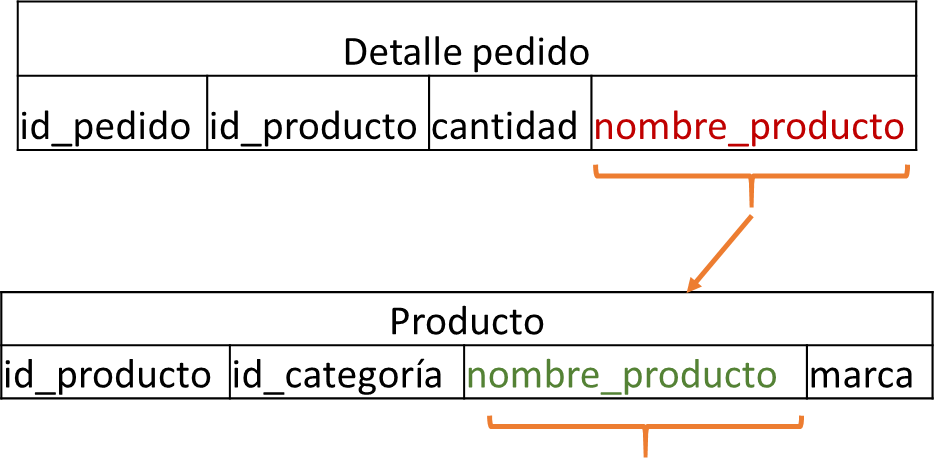 Detalle pedido
id_pedido id_producto cantidad nombre_producto
Producto
id_producto id_categoría nombre_producto marca